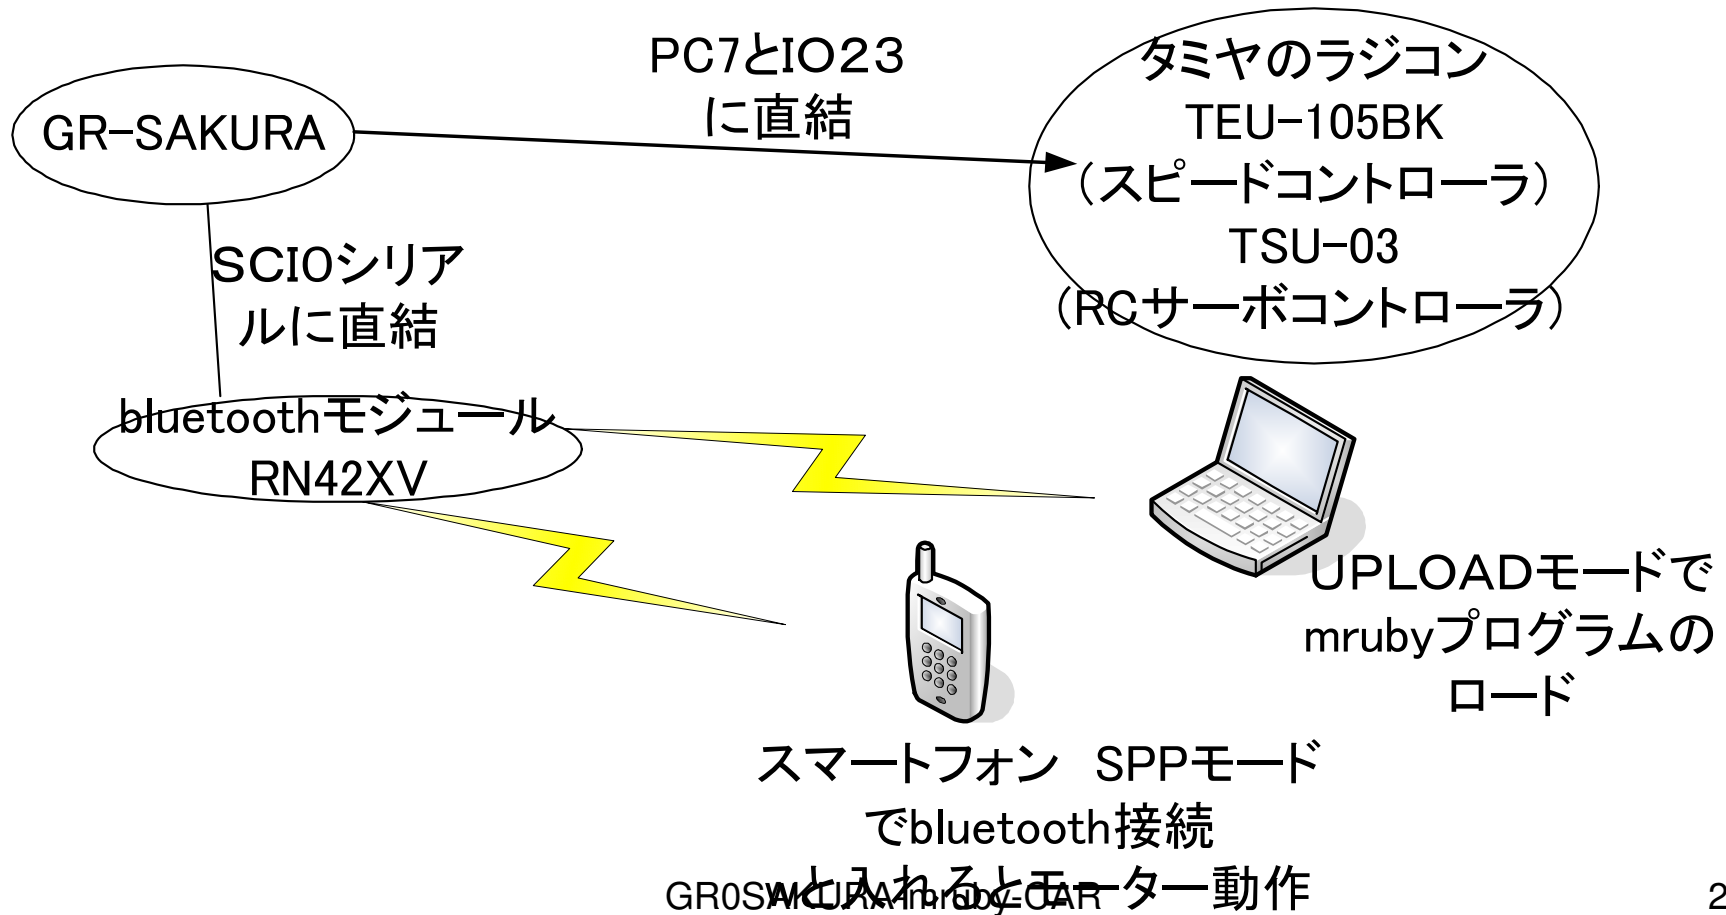 GR-SAKURA
PC7とIO23
に直結
タミヤのラジコン
TEU-105BK
（スピードコントローラ）
TSU-03
（RCサーボコントローラ）
ＳＣI0シリア
ルに直結
bluetoothモジュール
RN42XV
ＵＰＬＯＡＤモードで
mrubyプログラムの
ロード
スマートフォン　SPPモード
でbluetooth接続
と入れるとモーター動作
2